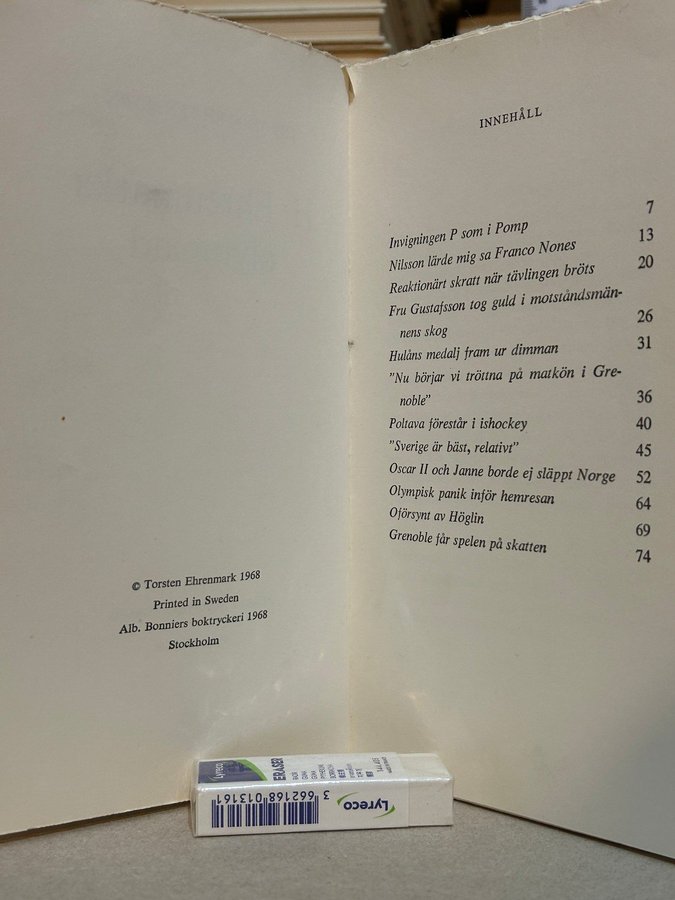 © Torsten Ehrenmark 1968
Printed in Sweden
Alb. Bonniers boktryckeri 1968
Stockholm
INNEHÅLL
Invigningen P som i Pomp 7
Nilsson lärde mig sa Franco Nones 13
Reaktionärt skratt när tävlingen bröts 20
Fru Gustafsson tog guld i motståndsmän-
nens skog 26
Hulåns medalj fram ur dimman 31
"Nu börjar vi tröttna på matkön i Gre-
noble" 36
Poltava förestår i ishockey 40
"Sverige är bäst, relativt" 45
Oscar II och Janne borde ej släppt Norge 52
Olympisk panik inför hemresan 64
Oförsynt av Höglin 69
Grenoble får spelen på skatten 74
Lyreco
ERASER
Lyreco
3 662168 013161